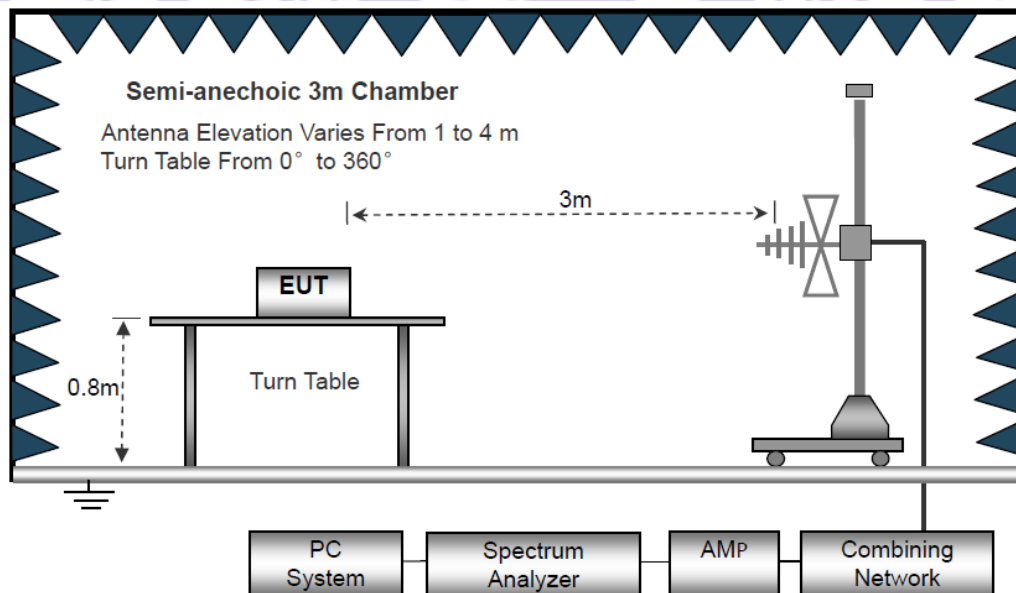 Semi-anechoic 3m Chamber
Antenna Elevation Varies From 1 to 4 m
Turn Table From 0° to 360°
3m
EUT
0.8m
Turn Table
PC
System
Spectrum
Analyzer
AMP
Combining
Network